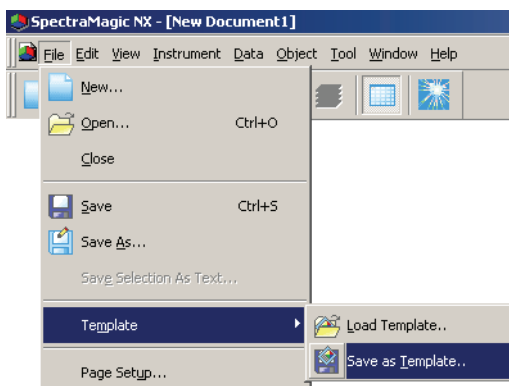 SpectraMagic NX - [New Document1]
File Edit View Instrument Data Object Tool Window Help
New...
Open... Ctrl+O
Close
Save Ctrl+S
Save As...
Save Selection As Text...
Template
Load Template..
Save as Template..
Page Setup...